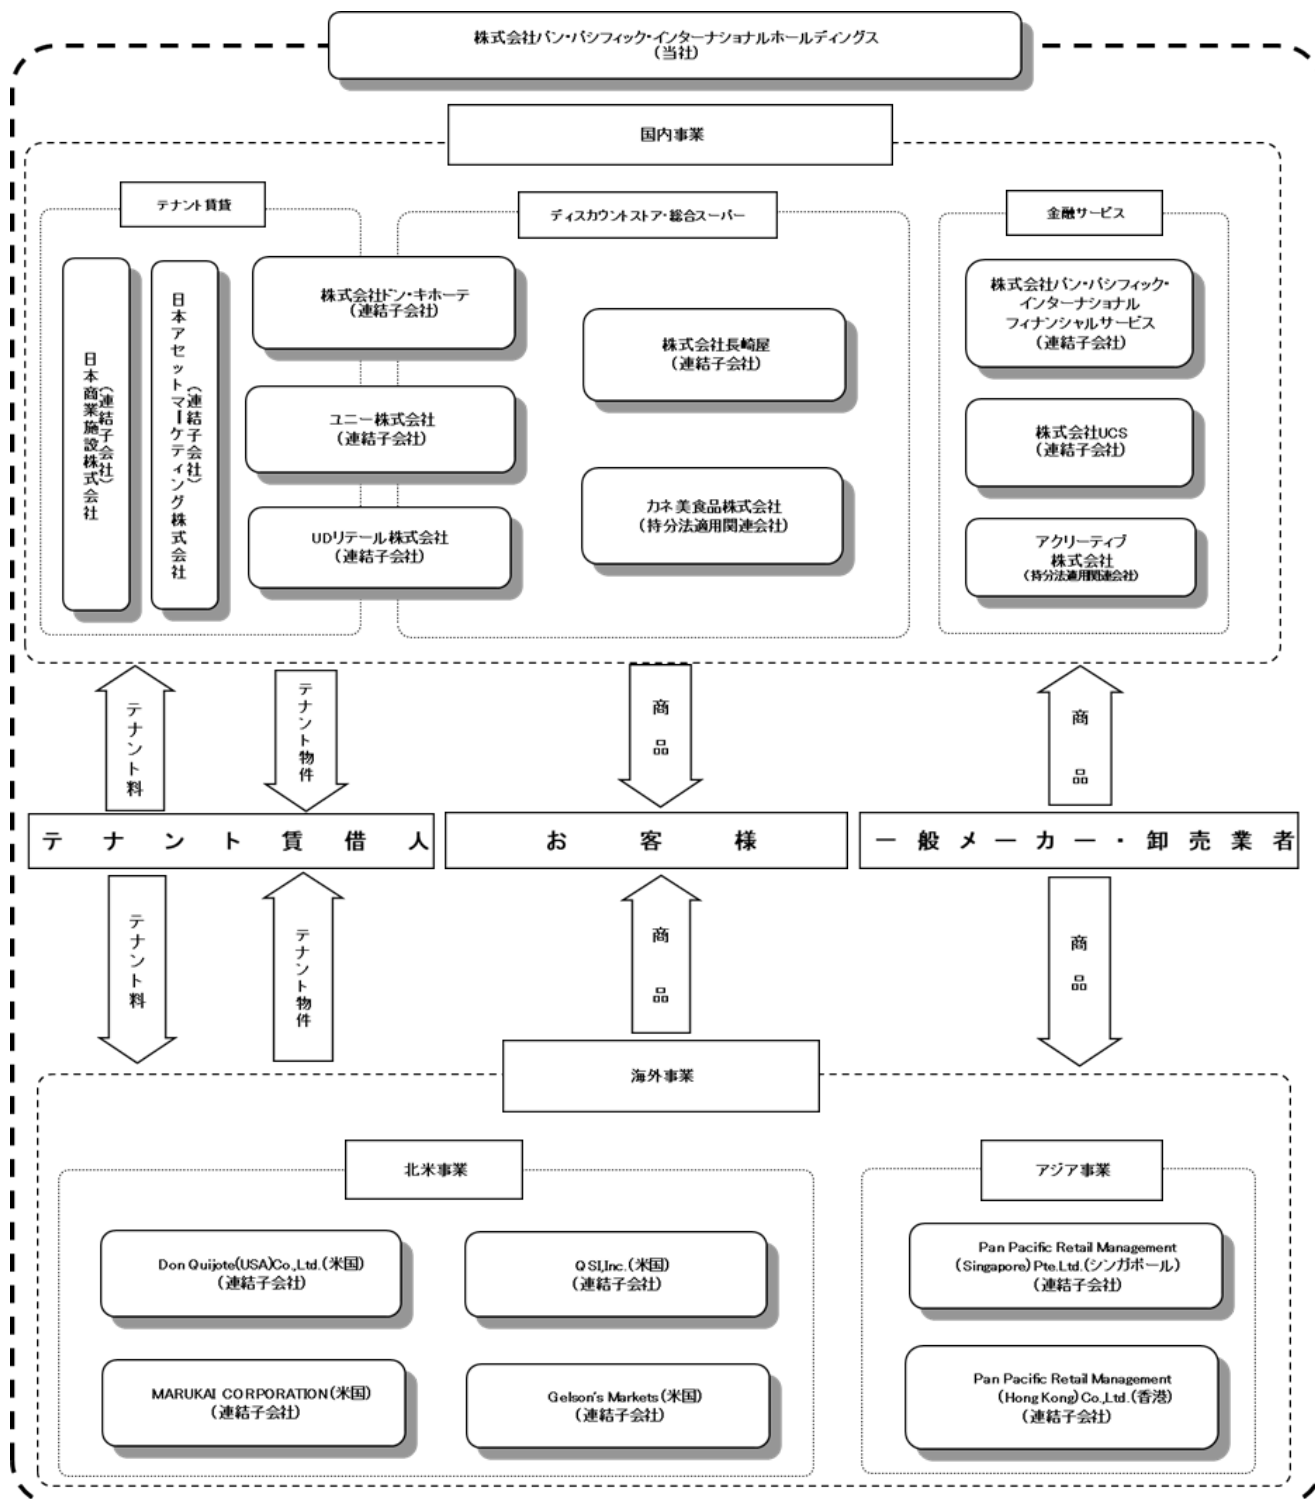 株式会社パン・パシフィック・インターナショナルホールディングス
(当社)
国内事業
テナント賃貸
日本商業施設株式会社
(連結子会社)
日本アセットマーケティング株式会社
(連結子会社)
株式会社ドン・キホーテ
(連結子会社)
ユニー株式会社
(連結子会社)
UDリテール株式会社
(連結子会社)
ディスカウントストア・総合スーパー
株式会社長崎屋
(連結子会社)
カネ美食品株式会社
(持分法適用関連会社)
金融サービス
株式会社パン・パシフィック・
インターナショナル
フィナンシャルサービス
(連結子会社)
株式会社UCS
(連結子会社)
アクリーティブ
株式会社
(持分法適用関連会社)
テナント料
テナント物件
商品
商品
テナント賃借人
お客様
一般メーカー・卸売業者
テナント料
テナント物件
商品
商品
海外事業
北米事業
Don Quijote(USA)Co.,Ltd.(米国)
(連結子会社)
QSI,Inc.(米国)
(連結子会社)
MARUKAI CORPORATION(米国)
(連結子会社)
Gelson's Markets(米国)
(連結子会社)
アジア事業
Pan Pacific Retail Management
(Singapore)Pte.Ltd.(シンガポール)
(連結子会社)
Pan Pacific Retail Management
(Hong Kong)Co.,Ltd.(香港)
(連結子会社)